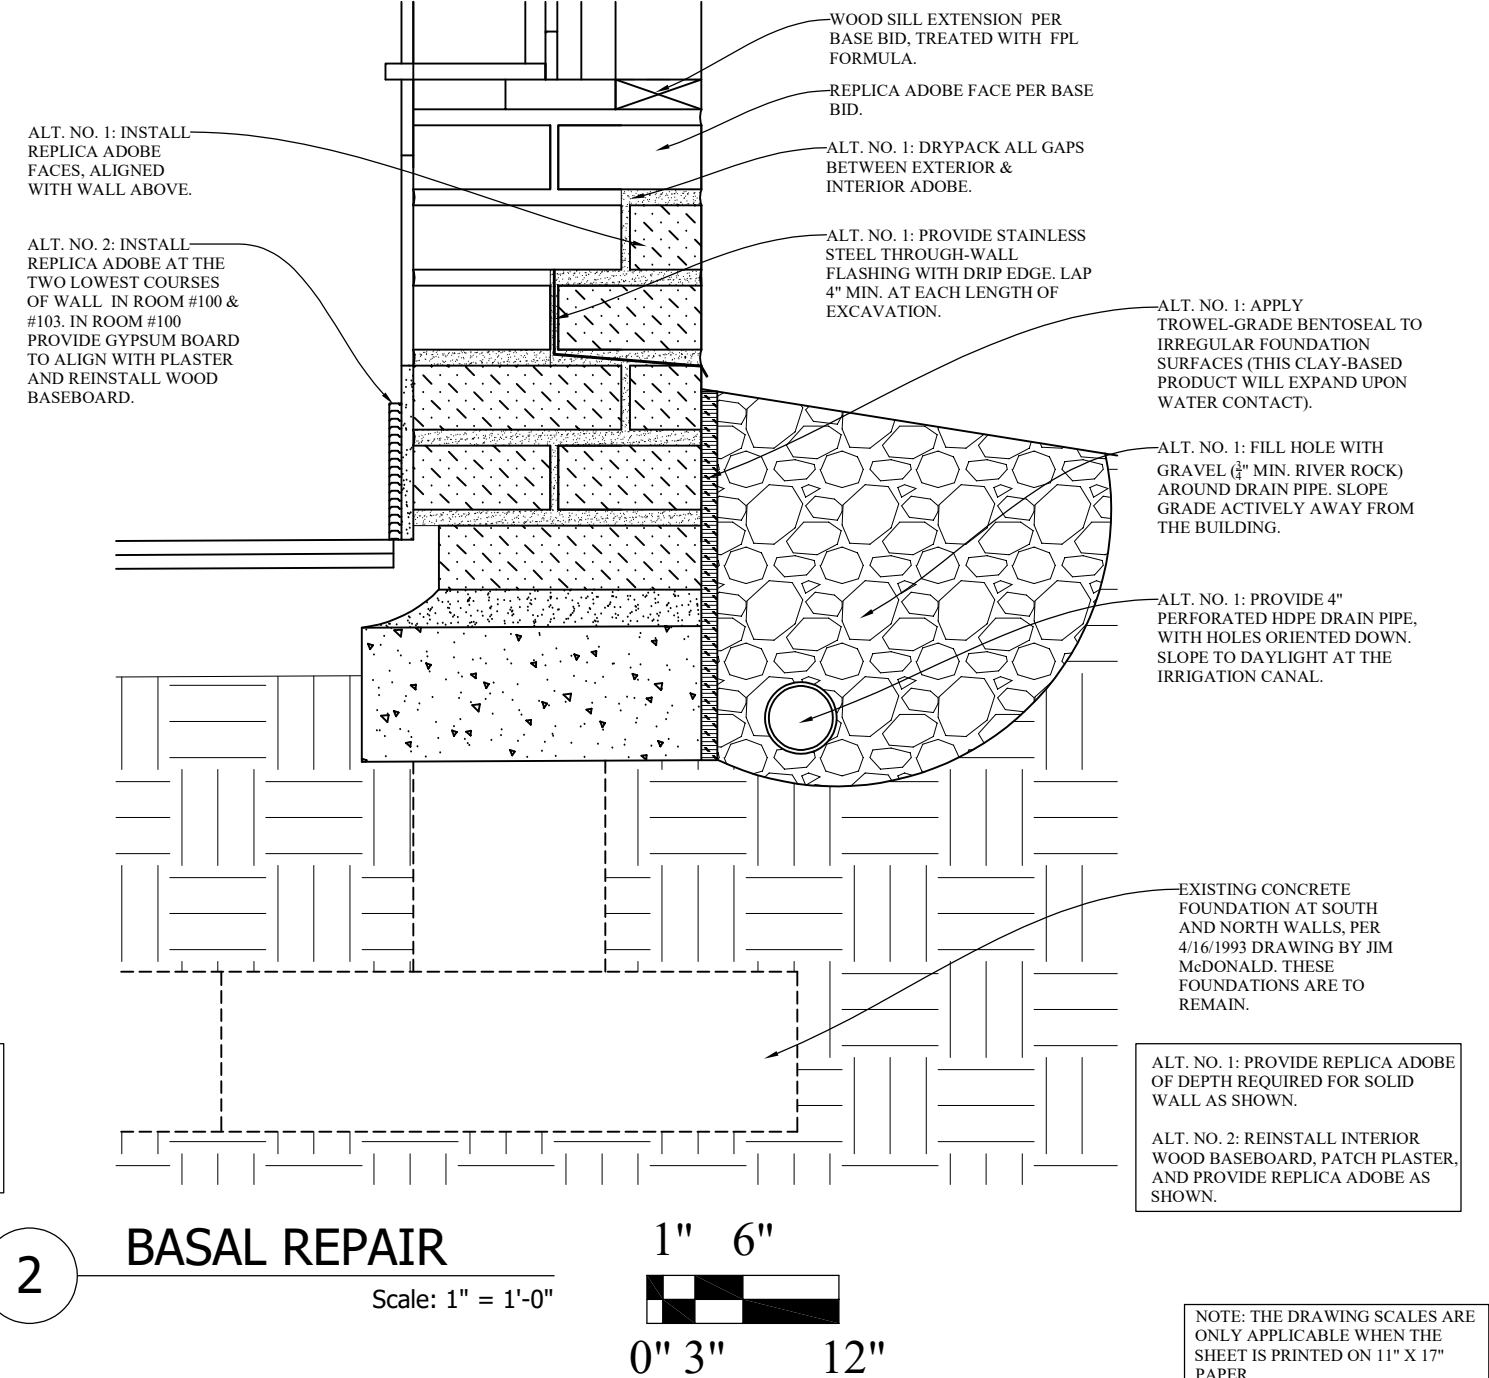 WOOD SILL EXTENSION PER
BASE BID, TREATED WITH FPL
FORMULA.
REPLICA ADOBE FACE PER BASE
BID.
ALT. NO. 1: INSTALL
REPLICA ADOBE
FACES, ALIGNED
WITH WALL ABOVE.
ALT. NO. 1: DRYPACK ALL GAPS
BETWEEN EXTERIOR &
INTERIOR ADOBE.
ALT. NO. 2: INSTALL
REPLICA ADOBE AT THE
TWO LOWEST COURSES
OF WALL IN ROOM #100 &
#103. IN ROOM #100
PROVIDE GYPSUM BOARD
TO ALIGN WITH PLASTER
AND REINSTALL WOOD
BASEBOARD.
ALT. NO. 1: PROVIDE STAINLESS
STEEL THROUGH-WALL
FLASHING WITH DRIP EDGE. LAP
4" MIN. AT EACH LENGTH OF
EXCAVATION.
ALT. NO. 1: APPLY
TROWEL-GRADE BENTOSEAL TO
IRREGULAR FOUNDATION
SURFACES (THIS CLAY-BASED
PRODUCT WILL EXPAND UPON
WATER CONTACT).
ALT. NO. 1: FILL HOLE WITH
GRAVEL (3/4" MIN. RIVER ROCK)
AROUND DRAIN PIPE. SLOPE
GRADE ACTIVELY AWAY FROM
THE BUILDING.
ALT. NO. 1: PROVIDE 4"
PERFORATED HDPE DRAIN PIPE,
WITH HOLES ORIENTED DOWN.
SLOPE TO DAYLIGHT AT THE
IRRIGATION CANAL.
EXISTING CONCRETE
FOUNDATION AT SOUTH
AND NORTH WALLS, PER
4/16/1993 DRAWING BY JIM
McDONALD. THESE
FOUNDATIONS ARE TO
REMAIN.
ALT. NO. 1: PROVIDE REPLICA ADOBE
OF DEPTH REQUIRED FOR SOLID
WALL AS SHOWN.
ALT. NO. 2: REINSTALL INTERIOR
WOOD BASEBOARD, PATCH PLASTER,
AND PROVIDE REPLICA ADOBE AS
SHOWN.
2
BASAL REPAIR
Scale: 1" = 1'-0"
1" 6"
0" 3" 12"
NOTE: THE DRAWING SCALES ARE
ONLY APPLICABLE WHEN THE
SHEET IS PRINTED ON 11" X 17"
PAPER